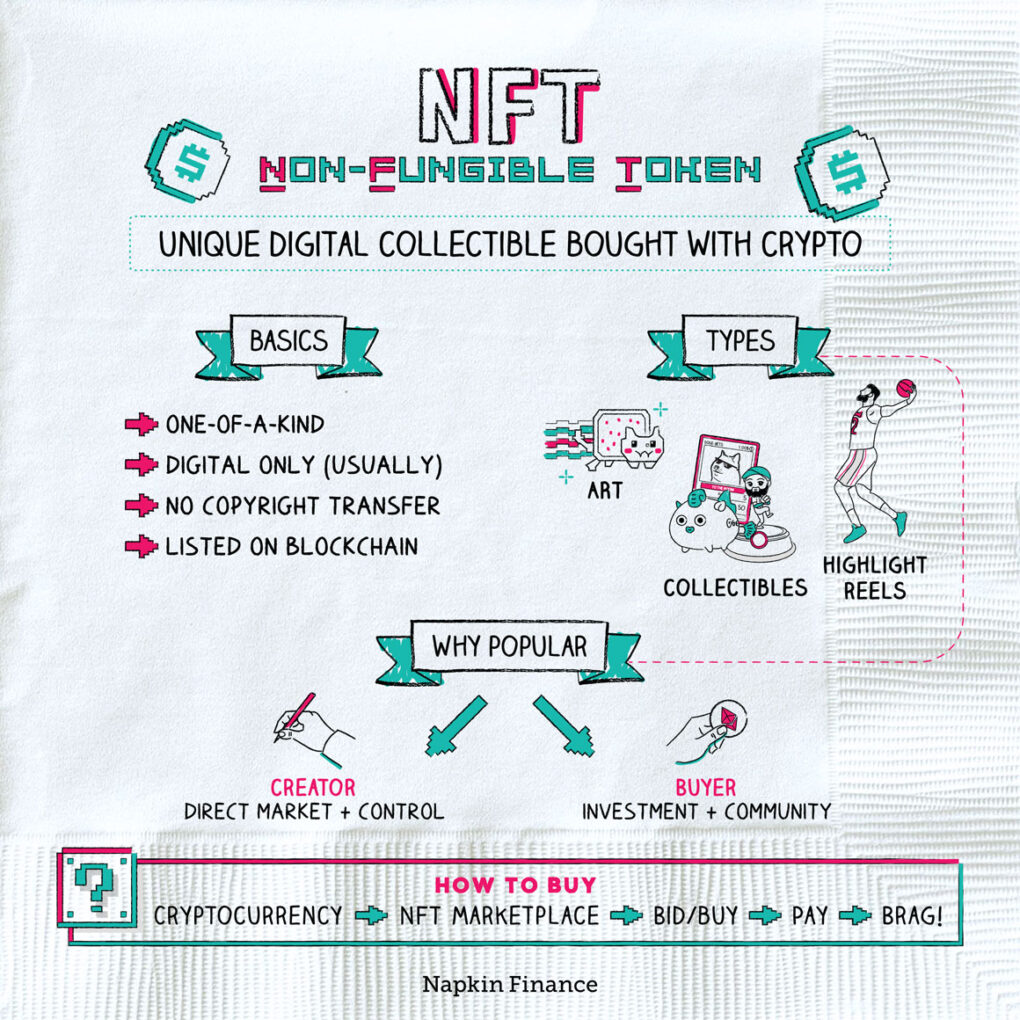 NFT
NON-FUNGIBLE TOKEN
UNIQUE DIGITAL COLLECTIBLE BOUGHT WITH CRYPTO
BASICS
ONE-OF-A-KIND
DIGITAL ONLY (USUALLY)
NO COPYRIGHT TRANSFER
LISTED ON BLOCKCHAIN
TYPES
ART
COLLECTIBLES
HIGHLIGHT
REELS
WHY POPULAR
CREATOR
DIRECT MARKET + CONTROL
BUYER
INVESTMENT + COMMUNITY
?
HOW TO BUY
CRYPTOCURRENCY → NFT MARKETPLACE → BID/BUY → PAY → BRAG!
Napkin Finance